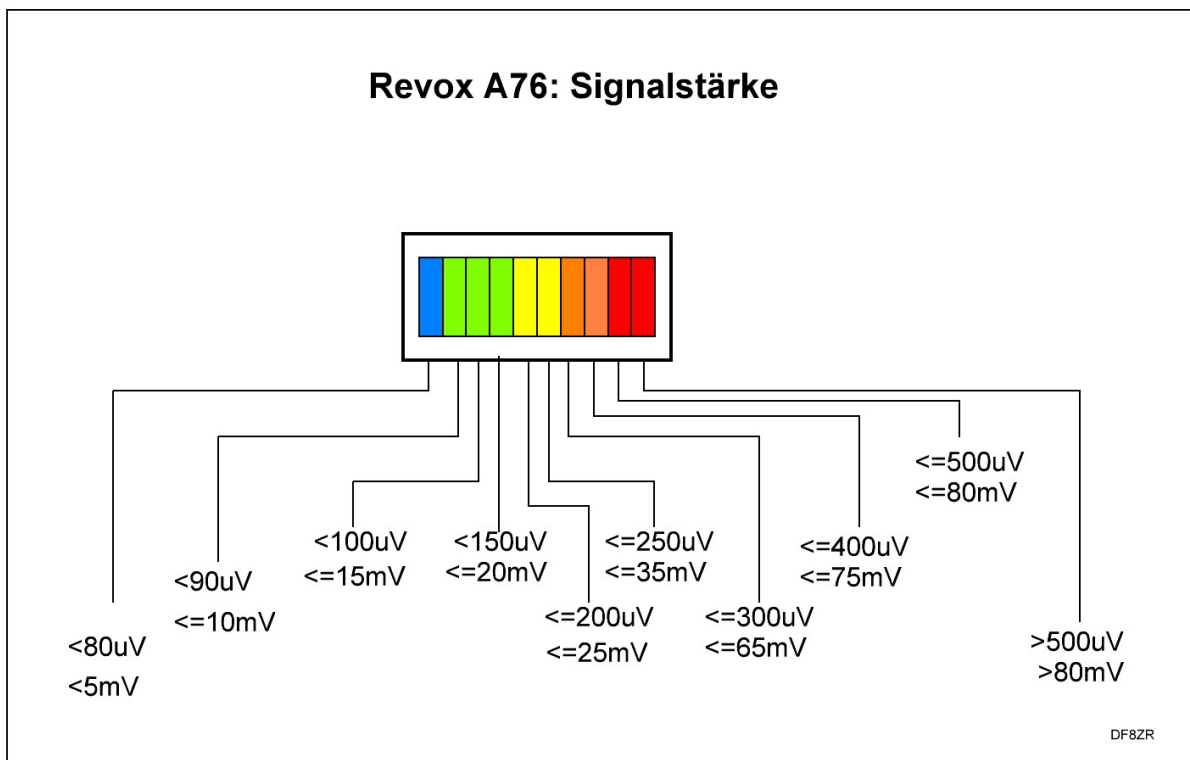 Revox A76: Signalstärke
<80uV
<5mV
<90uV
<=10mV
<100uV
<=15mV
<150uV
<=20mV
<=200uV
<=25mV
<=250uV
<=35mV
<=300uV
<=65mV
<=400uV
<=75mV
<=500uV
<=80mV
>500uV
>80mV
DF8ZR